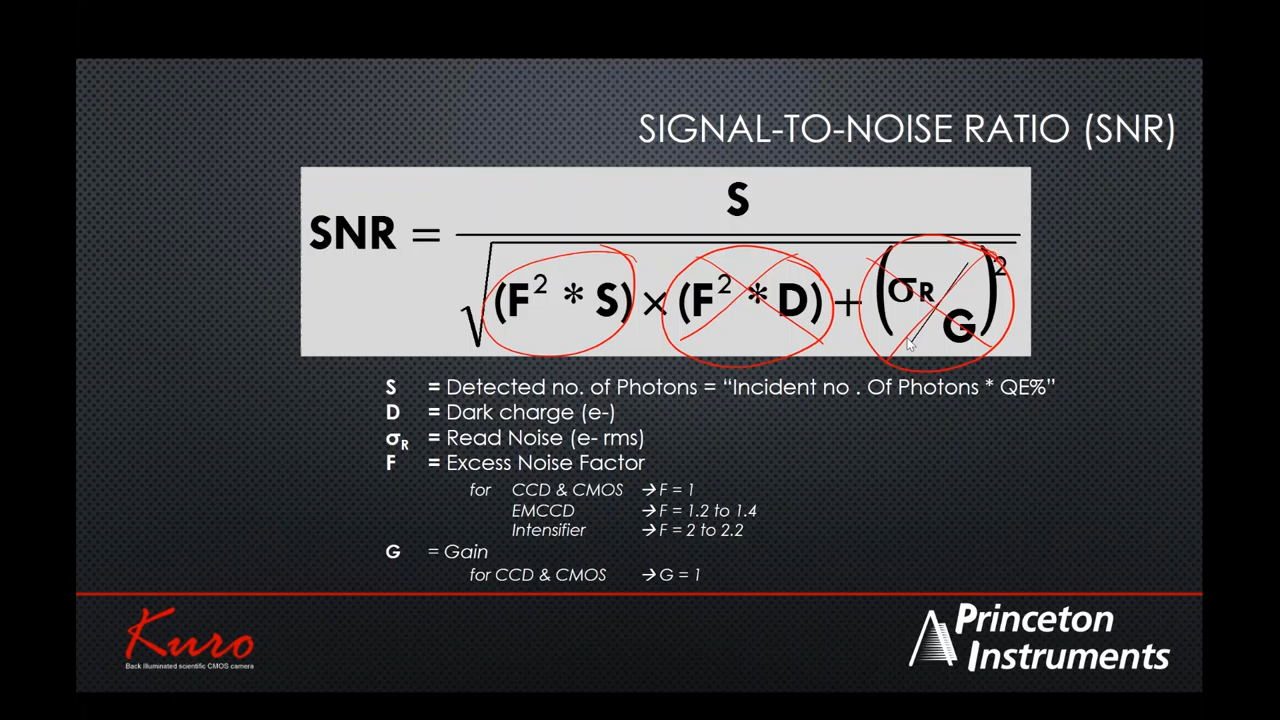 SIGNAL-TO-NOISE RATIO (SNR)
S
SNR = √(F² * S) × (F² * D) + (σR/G)²
S = Detected no. of Photons = “Incident no . Of Photons * QE%”
D = Dark charge (e-)
σR = Read Noise (e- rms)
F = Excess Noise Factor
for CCD & CMOS → F = 1
EMCCD → F = 1.2 to 1.4
Intensifier → F = 2 to 2.2
G = Gain
for CCD & CMOS → G = 1
Kuro
Back Illuminated scientific CMOS camera
Princeton
Instruments